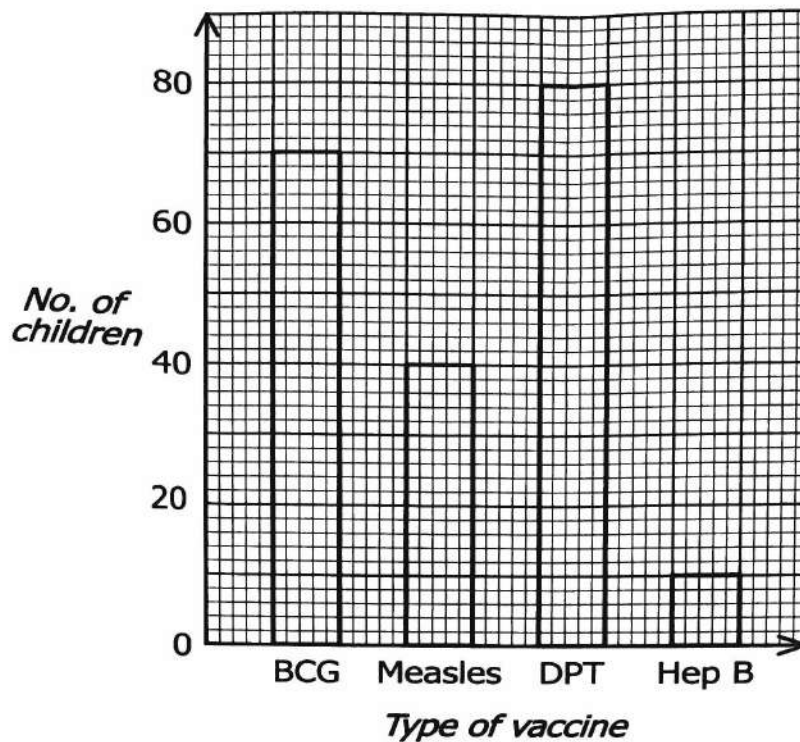 80
60
No. of
children
40
20
0
BCG Measles DPT Hep B
Type of vaccine